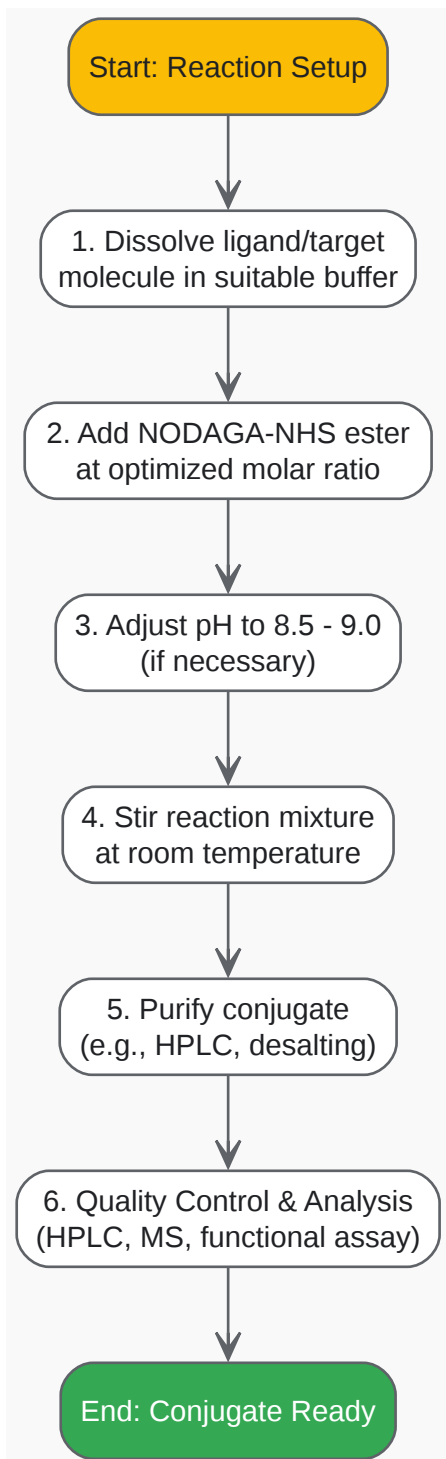 Start: Reaction Setup
1. Dissolve ligand/target
molecule in suitable buffer
2. Add NODAGA-NHS ester
at optimized molar ratio
3. Adjust pH to 8.5 - 9.0
(if necessary)
4. Stir reaction mixture
at room temperature
5. Purify conjugate
(e.g., HPLC, desalting)
6. Quality Control & Analysis
(HPLC, MS, functional assay)
End: Conjugate Ready